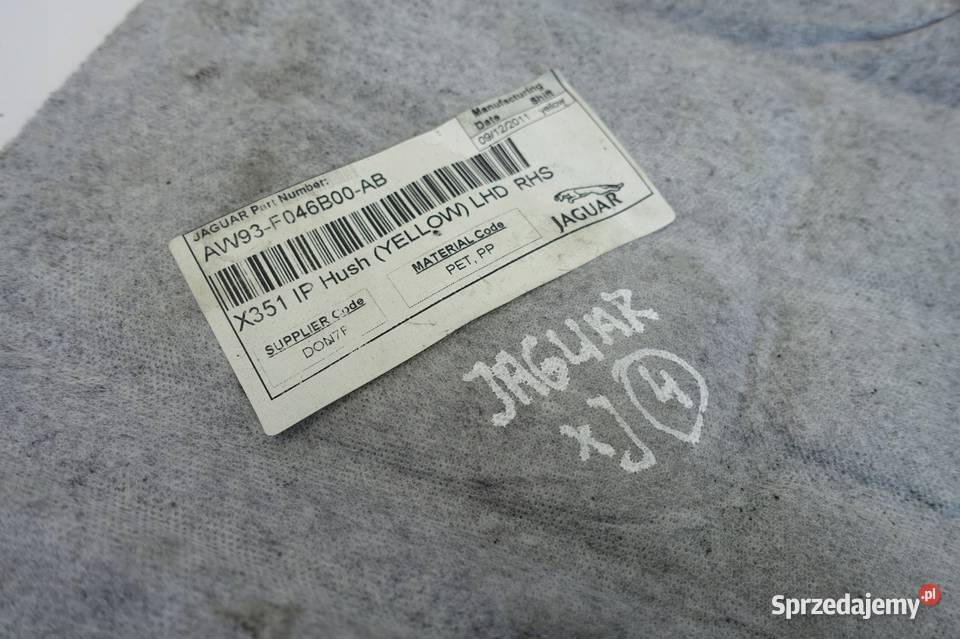 JAGUAR Part Number:
AW93-F046B00-AB
Manufacturing
Date Shift
09/12/2011 yellow
X351 IP Hush (YELLOW) LHD RHS
SUPPLIER Code
DON7F
MATERIAL Code
PET, PP
JAGUAR
JAGUAR
XJ 4
Sprzedajemy.pl